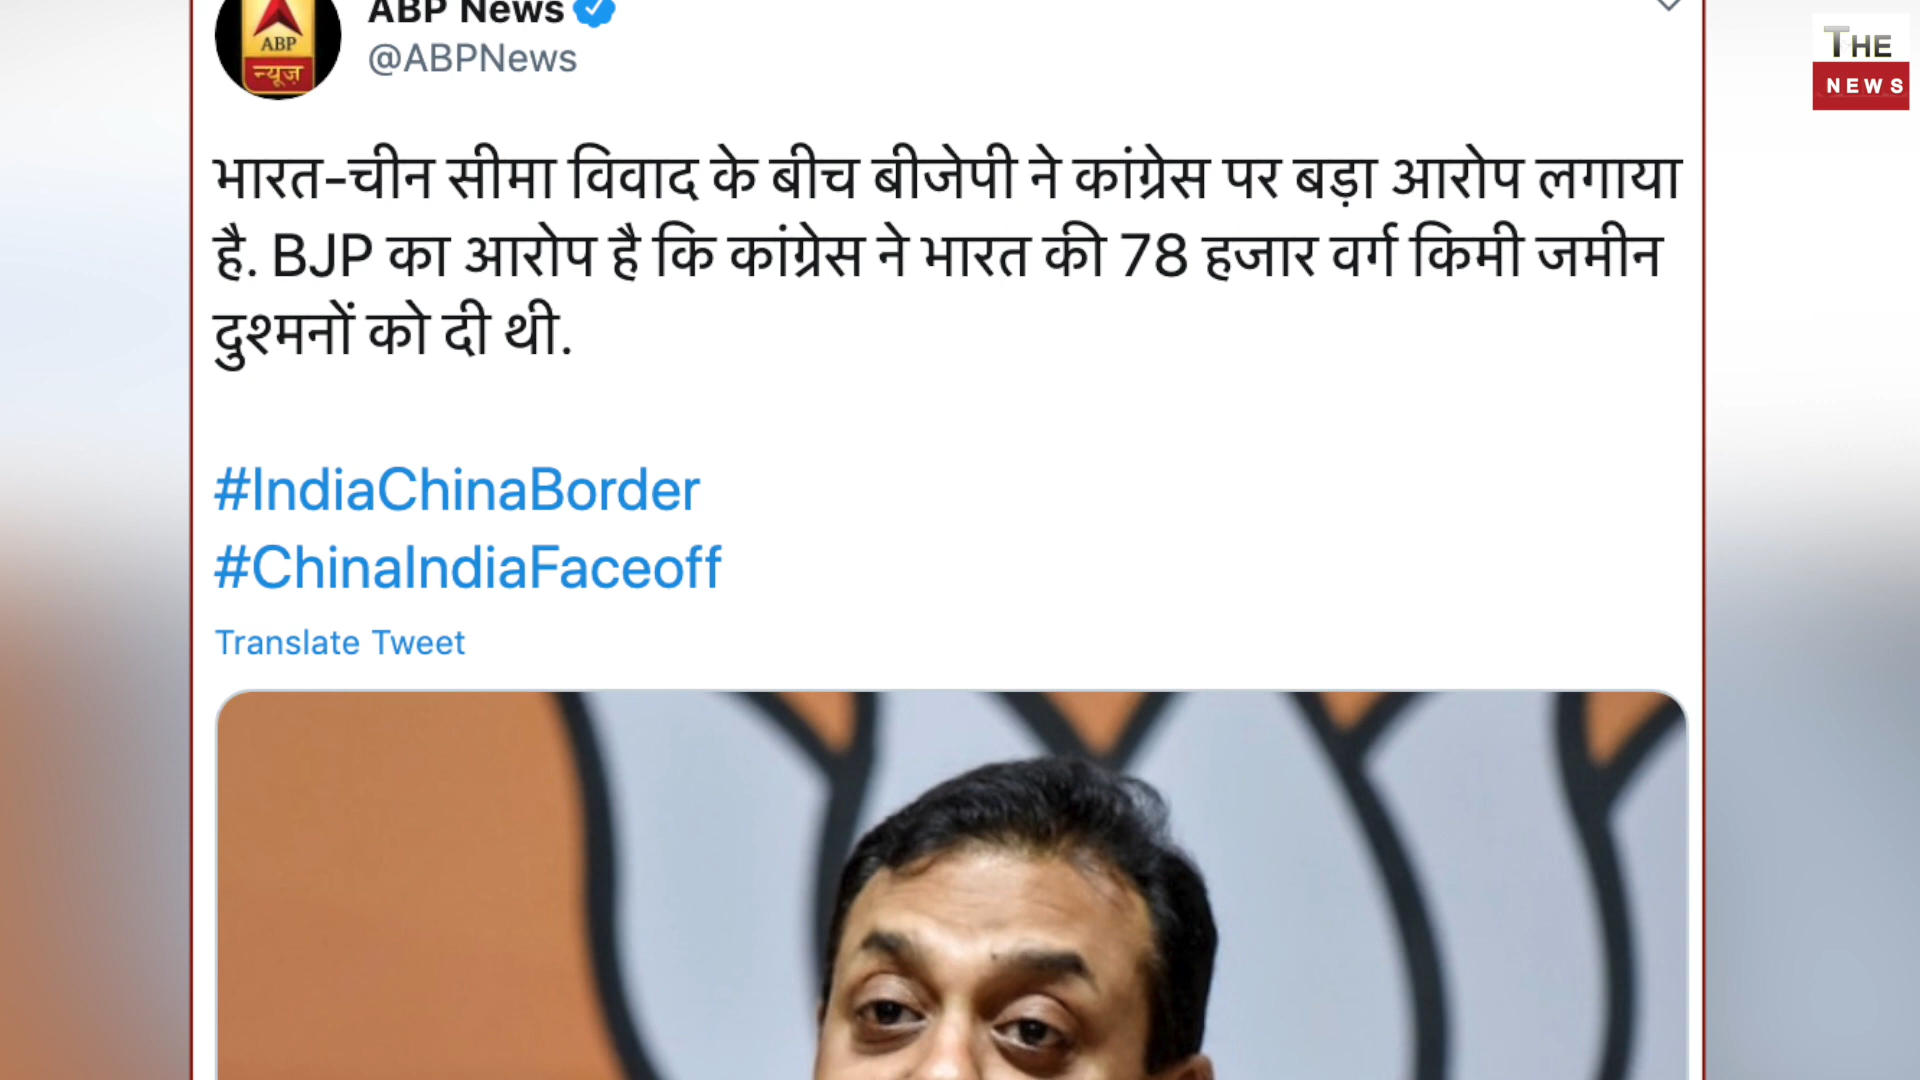 ABP News
@ABPNews
ABP
न्यूज़
THE
NEWS
भारत-चीन सीमा विवाद के बीच बीजेपी ने कांग्रेस पर बड़ा आरोप लगाया
है. BJP का आरोप है कि कांग्रेस ने भारत की 78 हजार वर्ग किमी जमीन
दुश्मनों को दी थी.
#IndiaChinaBorder
#ChinaIndiaFaceoff
Translate Tweet